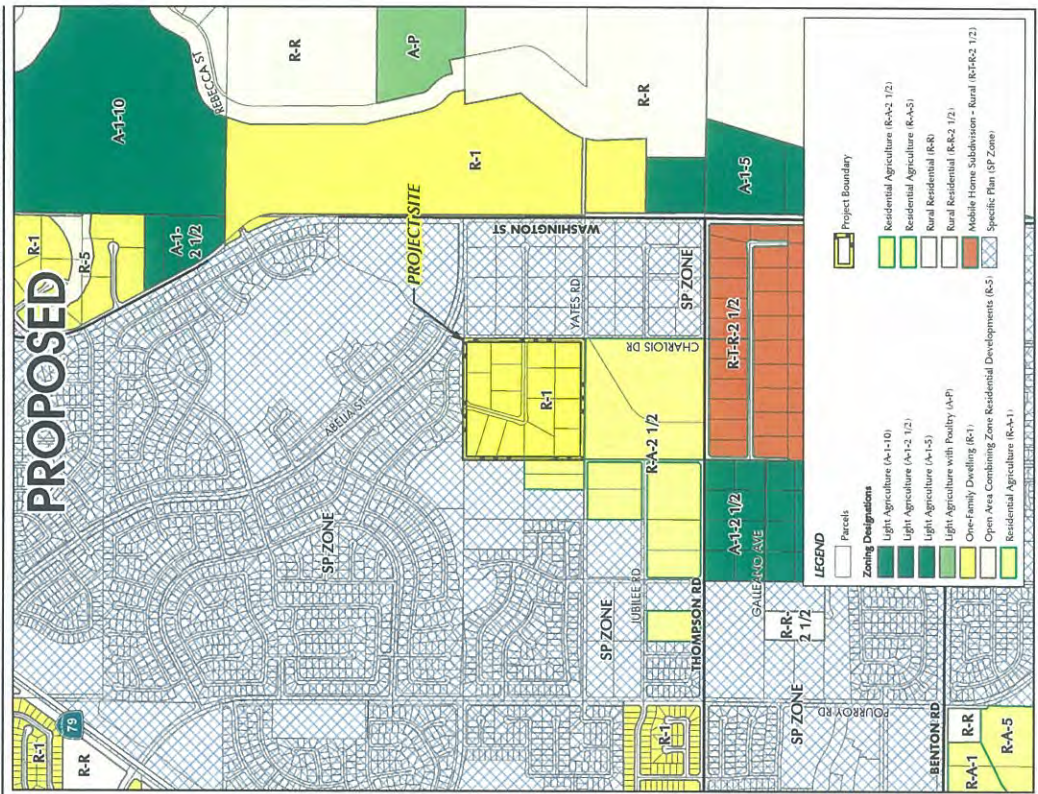 PROPOSED
R-1
79
R-R
R-1
R-5
A-1-
2 1/2
A-1-10
REBECCA ST
R-R
A-P
R-1
PROJECT SITE
WASHINGTON ST
ABELIA ST
SP ZONE
R-1
YATES RD
CHARLOIS DR
SP ZONE
R-R
R-A-2 1/2
A-1-5
R-T-R-2 1/2
SP ZONE
JUBILEE RD
THOMPSON RD
A-1-2 1/2
GALLEANO AVE
R-R-
2 1/2
R-1
SP ZONE
POURROY RD
BENTON RD
R-R
R-A-1
R-A-5
LEGEND
Parcels
Project Boundary
Zoning Designations
Light Agriculture (A-1-10)
Light Agriculture (A-1-2 1/2)
Light Agriculture (A-1-5)
Light Agriculture with Poultry (A-P)
One-Family Dwelling (R-1)
Open Area Combining Zone Residential Developments (R-5)
Residential Agriculture (R-A-1)
Residential Agriculture (R-A-2 1/2)
Residential Agriculture (R-A-5)
Rural Residential (R-R)
Rural Residential (R-R-2 1/2)
Mobile Home Subdivision - Rural (R-T-R-2 1/2)
Specific Plan (SP Zone)